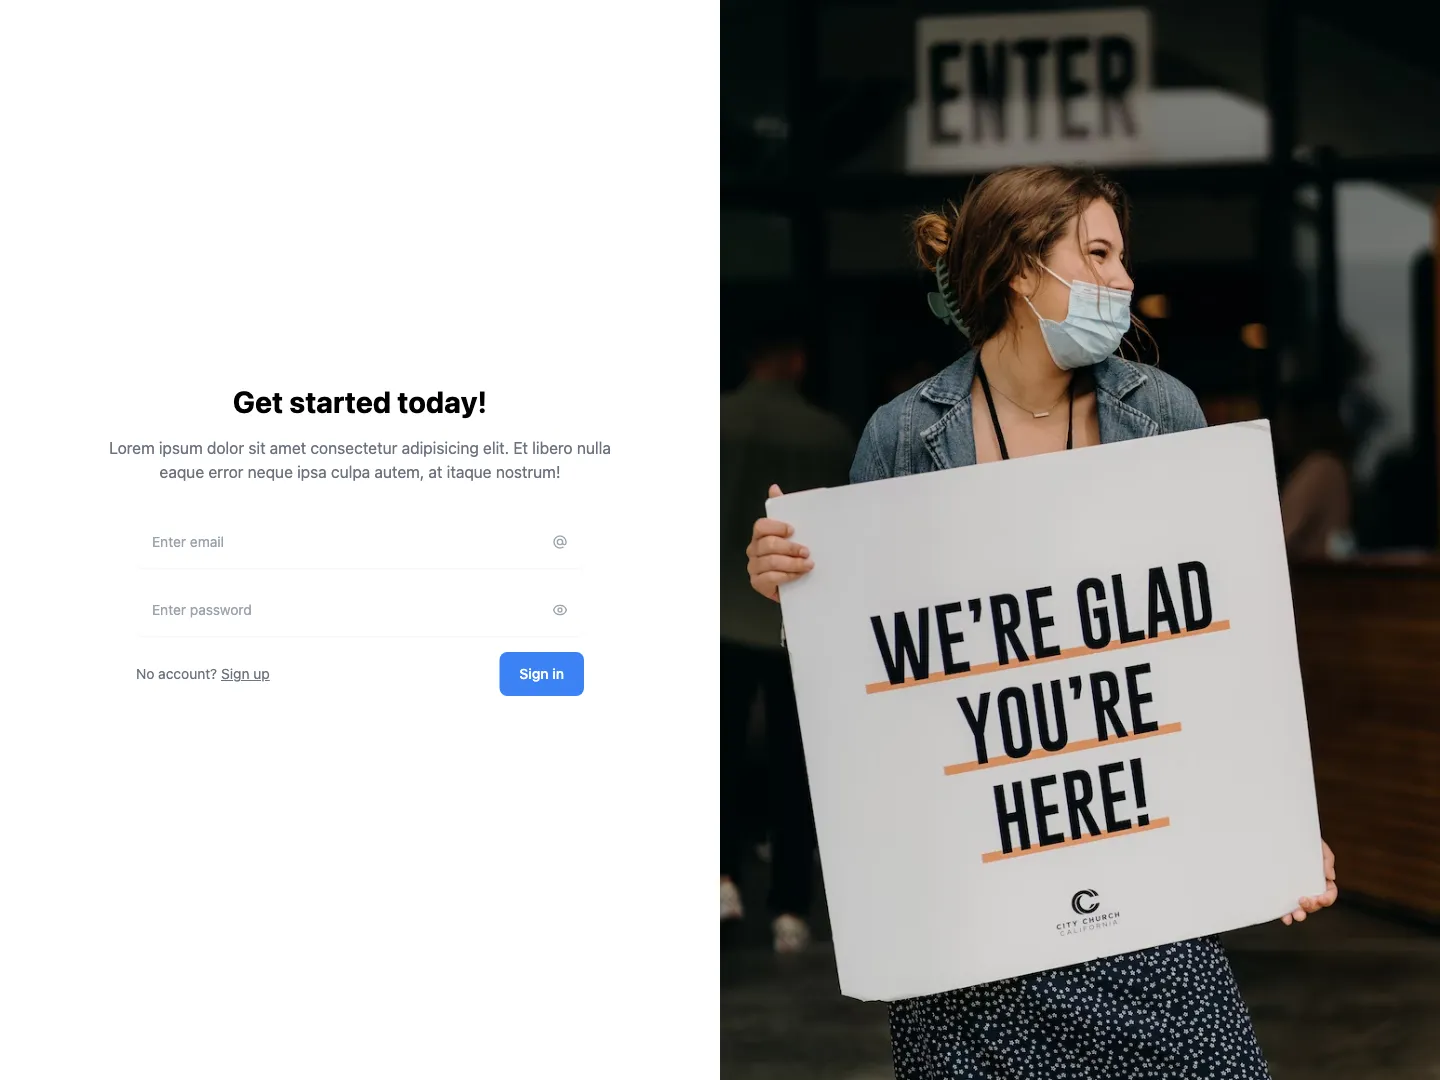 Get started today!
Lorem ipsum dolor sit amet consectetur adipisicing elit. Et libero nulla
eaque error neque ipsa culpa autem, at itaque nostrum!
Enter email
Enter password
No account? Sign up
Sign in
ENTER
WE’RE GLAD
YOU’RE
HERE!
CITY CHURCH
CALIFORNIA